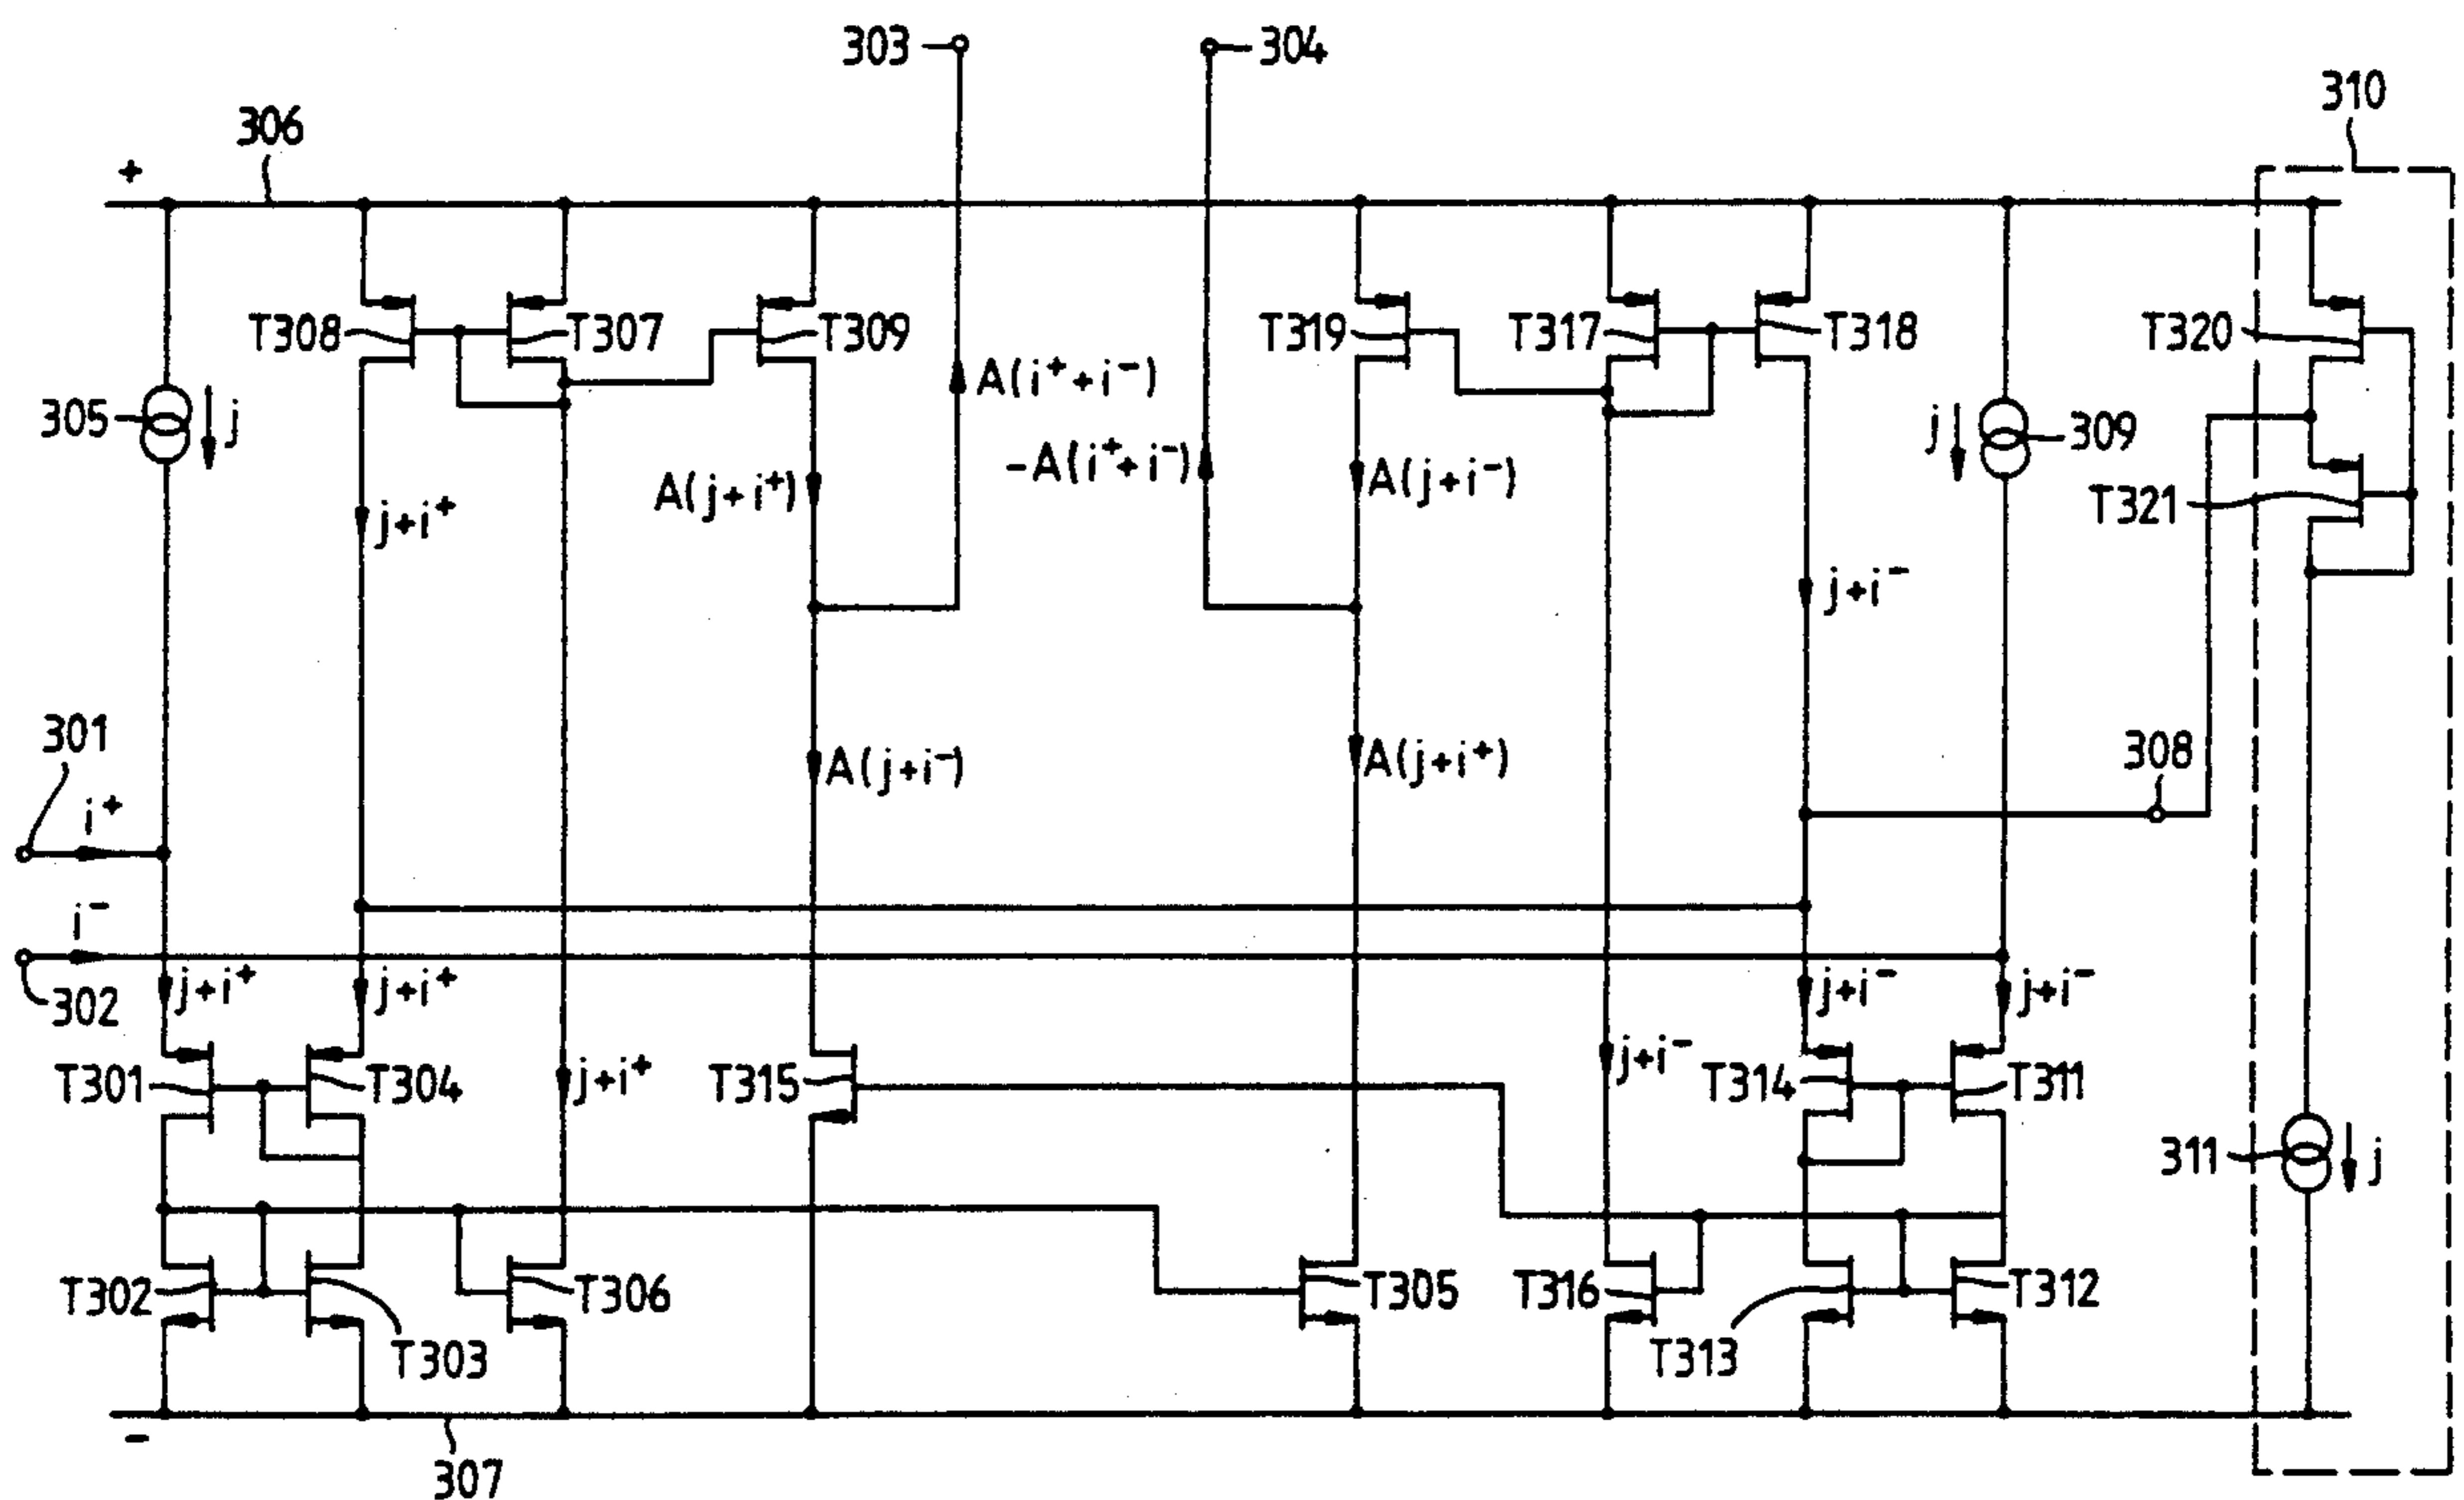 303
304
310
306
+
T308
T307
T309
T319
T317
T318
T320
305
j
A(i⁺+i⁻)
j
309
-A(i⁺+i⁻)
A(j+i⁺)
A(j+i⁻)
T321
j+i⁺
j+i⁻
301
i⁺
A(j+i⁻)
A(j+i⁺)
308
i⁻
302
j+i⁺
j+i⁺
j+i⁻
j+i⁻
T301
T304
j+i⁺
T315
j+i⁻
T314
T311
311
j
T302
T303
T306
T305
T316
T313
T312
-
307